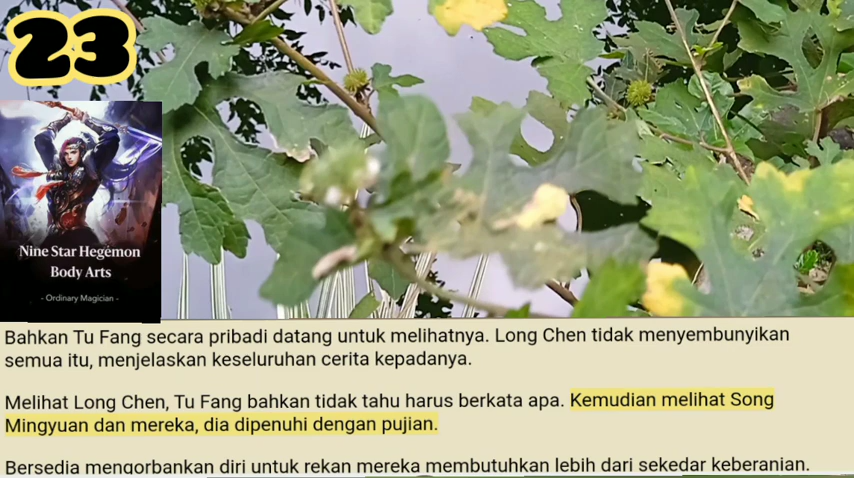 23
Nine Star Hegemon
Body Arts
- Ordinary Magician -
Bahkan Tu Fang secara pribadi datang untuk melihatnya. Long Chen tidak menyembunyikan
semua itu, menjelaskan keseluruhan cerita kepadanya.
Melihat Long Chen, Tu Fang bahkan tidak tahu harus berkata apa. Kemudian melihat Song
Mingyuan dan mereka, dia dipenuhi dengan pujian.
Bersedia mengorbankan diri untuk rekan mereka membutuhkan lebih dari sekedar keberanian.